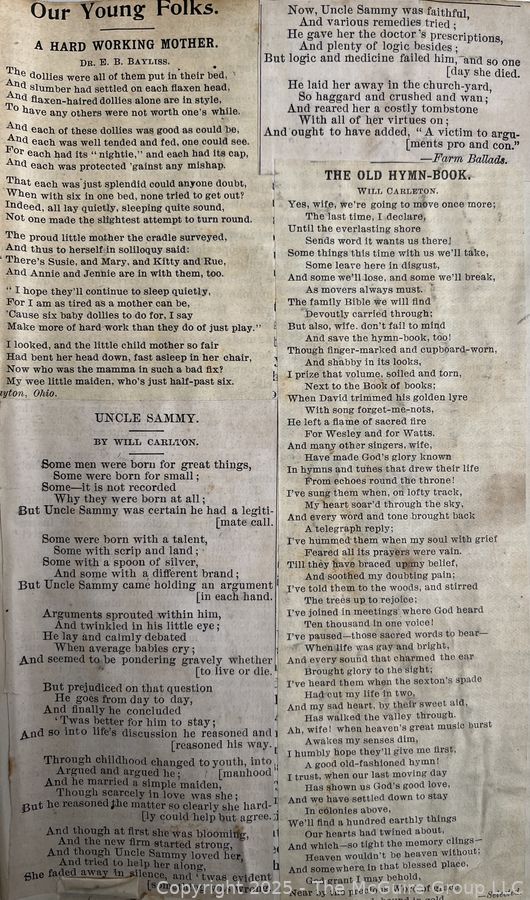 Our Young Folks.
A HARD WORKING MOTHER.
DR. E. B. BAYLISS.
The dollies were all of them put in their bed,
And slumber had settled on each flaxen head,
And flaxen-haired dollies alone are in style,
To have any others were not worth one's while.
And each of these dollies was good as could be,
And each was well tended and fed, one could see.
For each had its "nightie," and each had its cap,
And each was protected 'gainst any mishap.
That each was just splendid could anyone doubt,
When with six in one bed, none tried to get out?
Indeed, all lay quietly, sleeping quite sound,
Not one made the slightest attempt to turn round.
The proud little mother the cradle surveyed,
And thus to herself in soliloquy said:
"There's Susie, and Mary, and Kitty and Rue,
And Annie and Jennie are in with them, too.
"I hope they'll continue to sleep quietly,
For I am as tired as a mother can be,
'Cause six baby dollies to do for, I say
Make more of hard work than they do of just play."
I looked, and the little child mother so fair
Had bent her head down, fast asleep in her chair,
Now who was the mamma in such a bad fix?
My wee little maiden, who's just half-past six.
yton, Ohio.
UNCLE SAMMY.
BY WILL CARLTON.
Some men were born for great things,
Some were born for small;
Some—it is not recorded
Why they were born at all;
But Uncle Sammy was certain he had a legiti-
[mate call.
Some were born with a talent,
Some with scrip and land;
Some with a spoon of silver,
And some with a different brand;
But Uncle Sammy came holding an argument
[in each hand.
Arguments sprouted within him,
And twinkled in his little eye;
He lay and calmly debated
When average babies cry;
And seemed to be pondering gravely whether
[to live or die.
But prejudiced on that question
He goes from day to day,
And finally he concluded
'Twas better for him to stay;
And so into life's discussion he reasoned and
[reasoned his way.
Through childhood changed to youth, into
Argued and argued he; [manhood
And he married a simple maiden,
Though scarcely in love was she;
But he reasoned the matter so clearly she hard-
[ly could help but agree.
And though at first she was blooming,
And the new firm started strong,
And though Uncle Sammy loved her,
And tried to help her along,
She faded away in silence, and 'twas evident
Now, Uncle Sammy was faithful,
And various remedies tried;
He gave her the doctor's prescriptions,
And plenty of logic besides;
But logic and medicine failed him, and so one
[day she died.
He laid her away in the church-yard,
So haggard and crushed and wan;
And reared her a costly tombstone
With all of her virtues on;
And ought to have added, "A victim to argu-
[ments pro and con."
—Farm Ballads.
THE OLD HYMN-BOOK.
WILL CARLETON.
Yes, wife, we're going to move once more;
The last time, I declare,
Until the everlasting shore
Sends word it wants us there!
Some things this time with us we'll take,
Some leave here in disgust,
And some we'll lose, and some we'll break,
As movers always must.
The family Bible we will find
Devoutly carried through;
But also, wife, don't fail to mind
And save the hymn-book, too!
Though finger-marked and cupboard-worn,
And shabby in its looks,
I prize that volume, soiled and torn,
Next to the Book of books;
When David trimmed his golden lyre
With song forget-me-nots,
He left a flame of sacred fire
For Wesley and for Watts.
And many other singers, wife,
Have made God's glory known
In hymns and tunes that drew their life
From echoes round the throne!
I've sung them when, on lofty track,
My heart soar'd through the sky,
And every word and tone brought back
A telegraph reply;
I've hummed them when my soul with grief
Feared all its prayers were vain.
Till they have braced up my belief,
And soothed my doubting pain;
I've told them to the woods, and stirred
The trees up to rejoice;
I've joined in meetings where God heard
Ten thousand in one voice!
I've paused—those sacred words to bear—
When life was gay and bright,
And every sound that charmed the ear
Brought glory to the sight;
I've heard them when the sexton's spade
Had cut my life in two,
And my sad heart, by their sweet aid,
Has walked the valley through.
Ah, wife! when heaven's great music burst
Awakes my senses dim,
I humbly hope they'll give me first,
A good old-fashioned hymn!
I trust, when our last moving day
Has shown us God's good love,
And we have settled down to stay
In colonies above,
We'll find a hundred earthly things
Our hearts had twined about,
And which—so tight the memory clings—
Heaven wouldn't be heaven without;
And somewhere in that blessed place,
God grant I may behold,
Near by the precious Word of Grace,
Copyright 2025 - The McGuire Group LLC